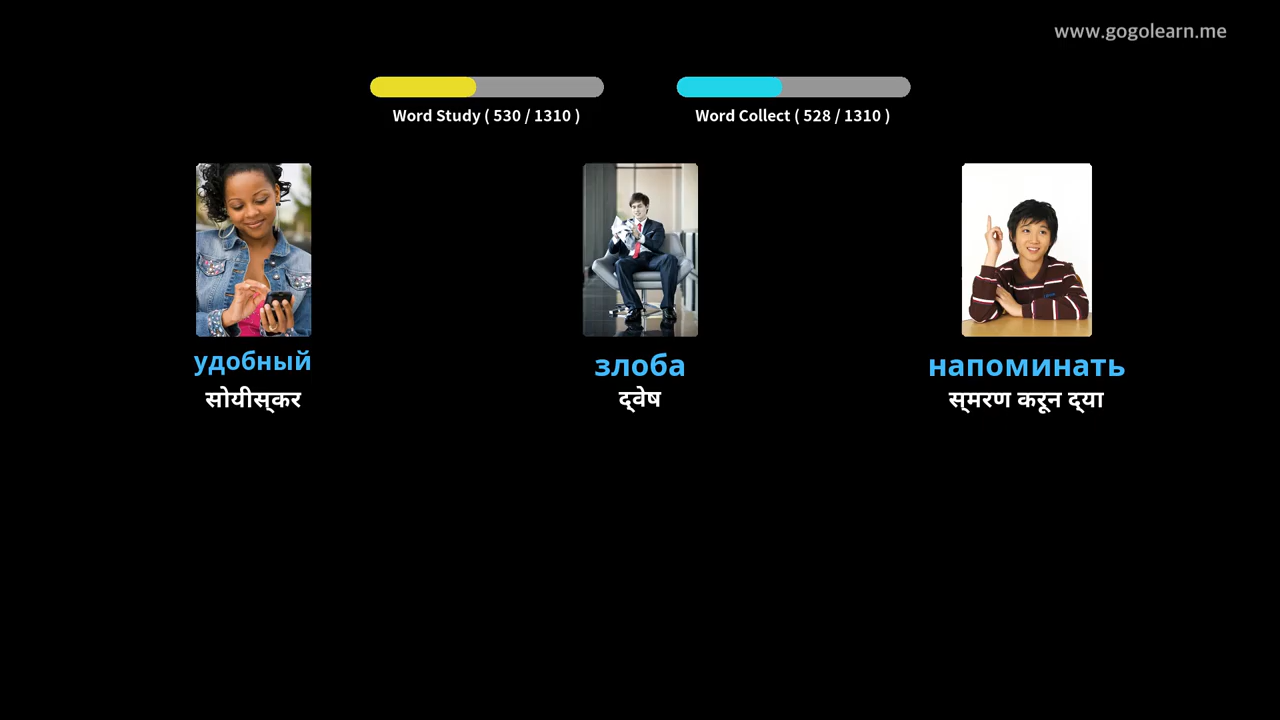 www.gogolearn.me
Word Study ( 530 / 1310 )
Word Collect ( 528 / 1310 )
удобный
सोयीस्कर
злоба
द्वेष
напоминать
स्मरण करून द्या